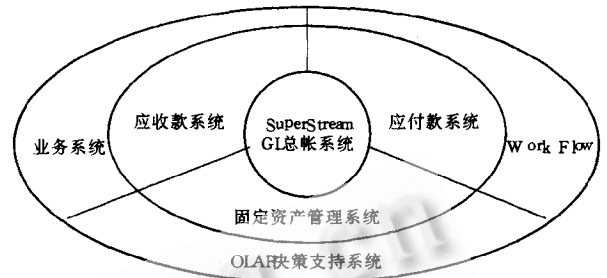 业务系统
应收款系统
SuperStream
GL总帐系统
应付款系统
Work Flow
固定资产管理系统
OLAP决策支持系统